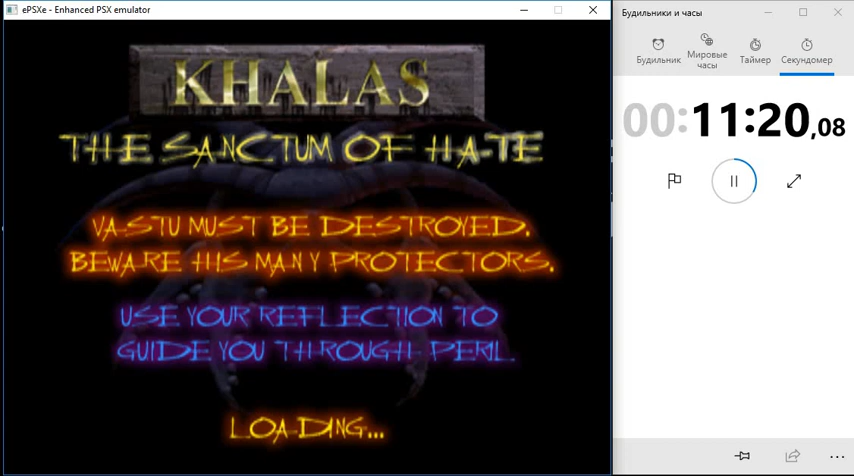 ePSXe - Enhanced PSX emulator
KHALAS
THE SANCTUM OF HATE
VASTU MUST BE DESTROYED.
BEWARE HIS MANY PROTECTORS.
USE YOUR REFLECTION TO
GUIDE YOU THROUGH PERIL.
LOADING...
Будильники и часы
Будильник
Мировые
часы
Таймер
Секундомер
00:11:20,08